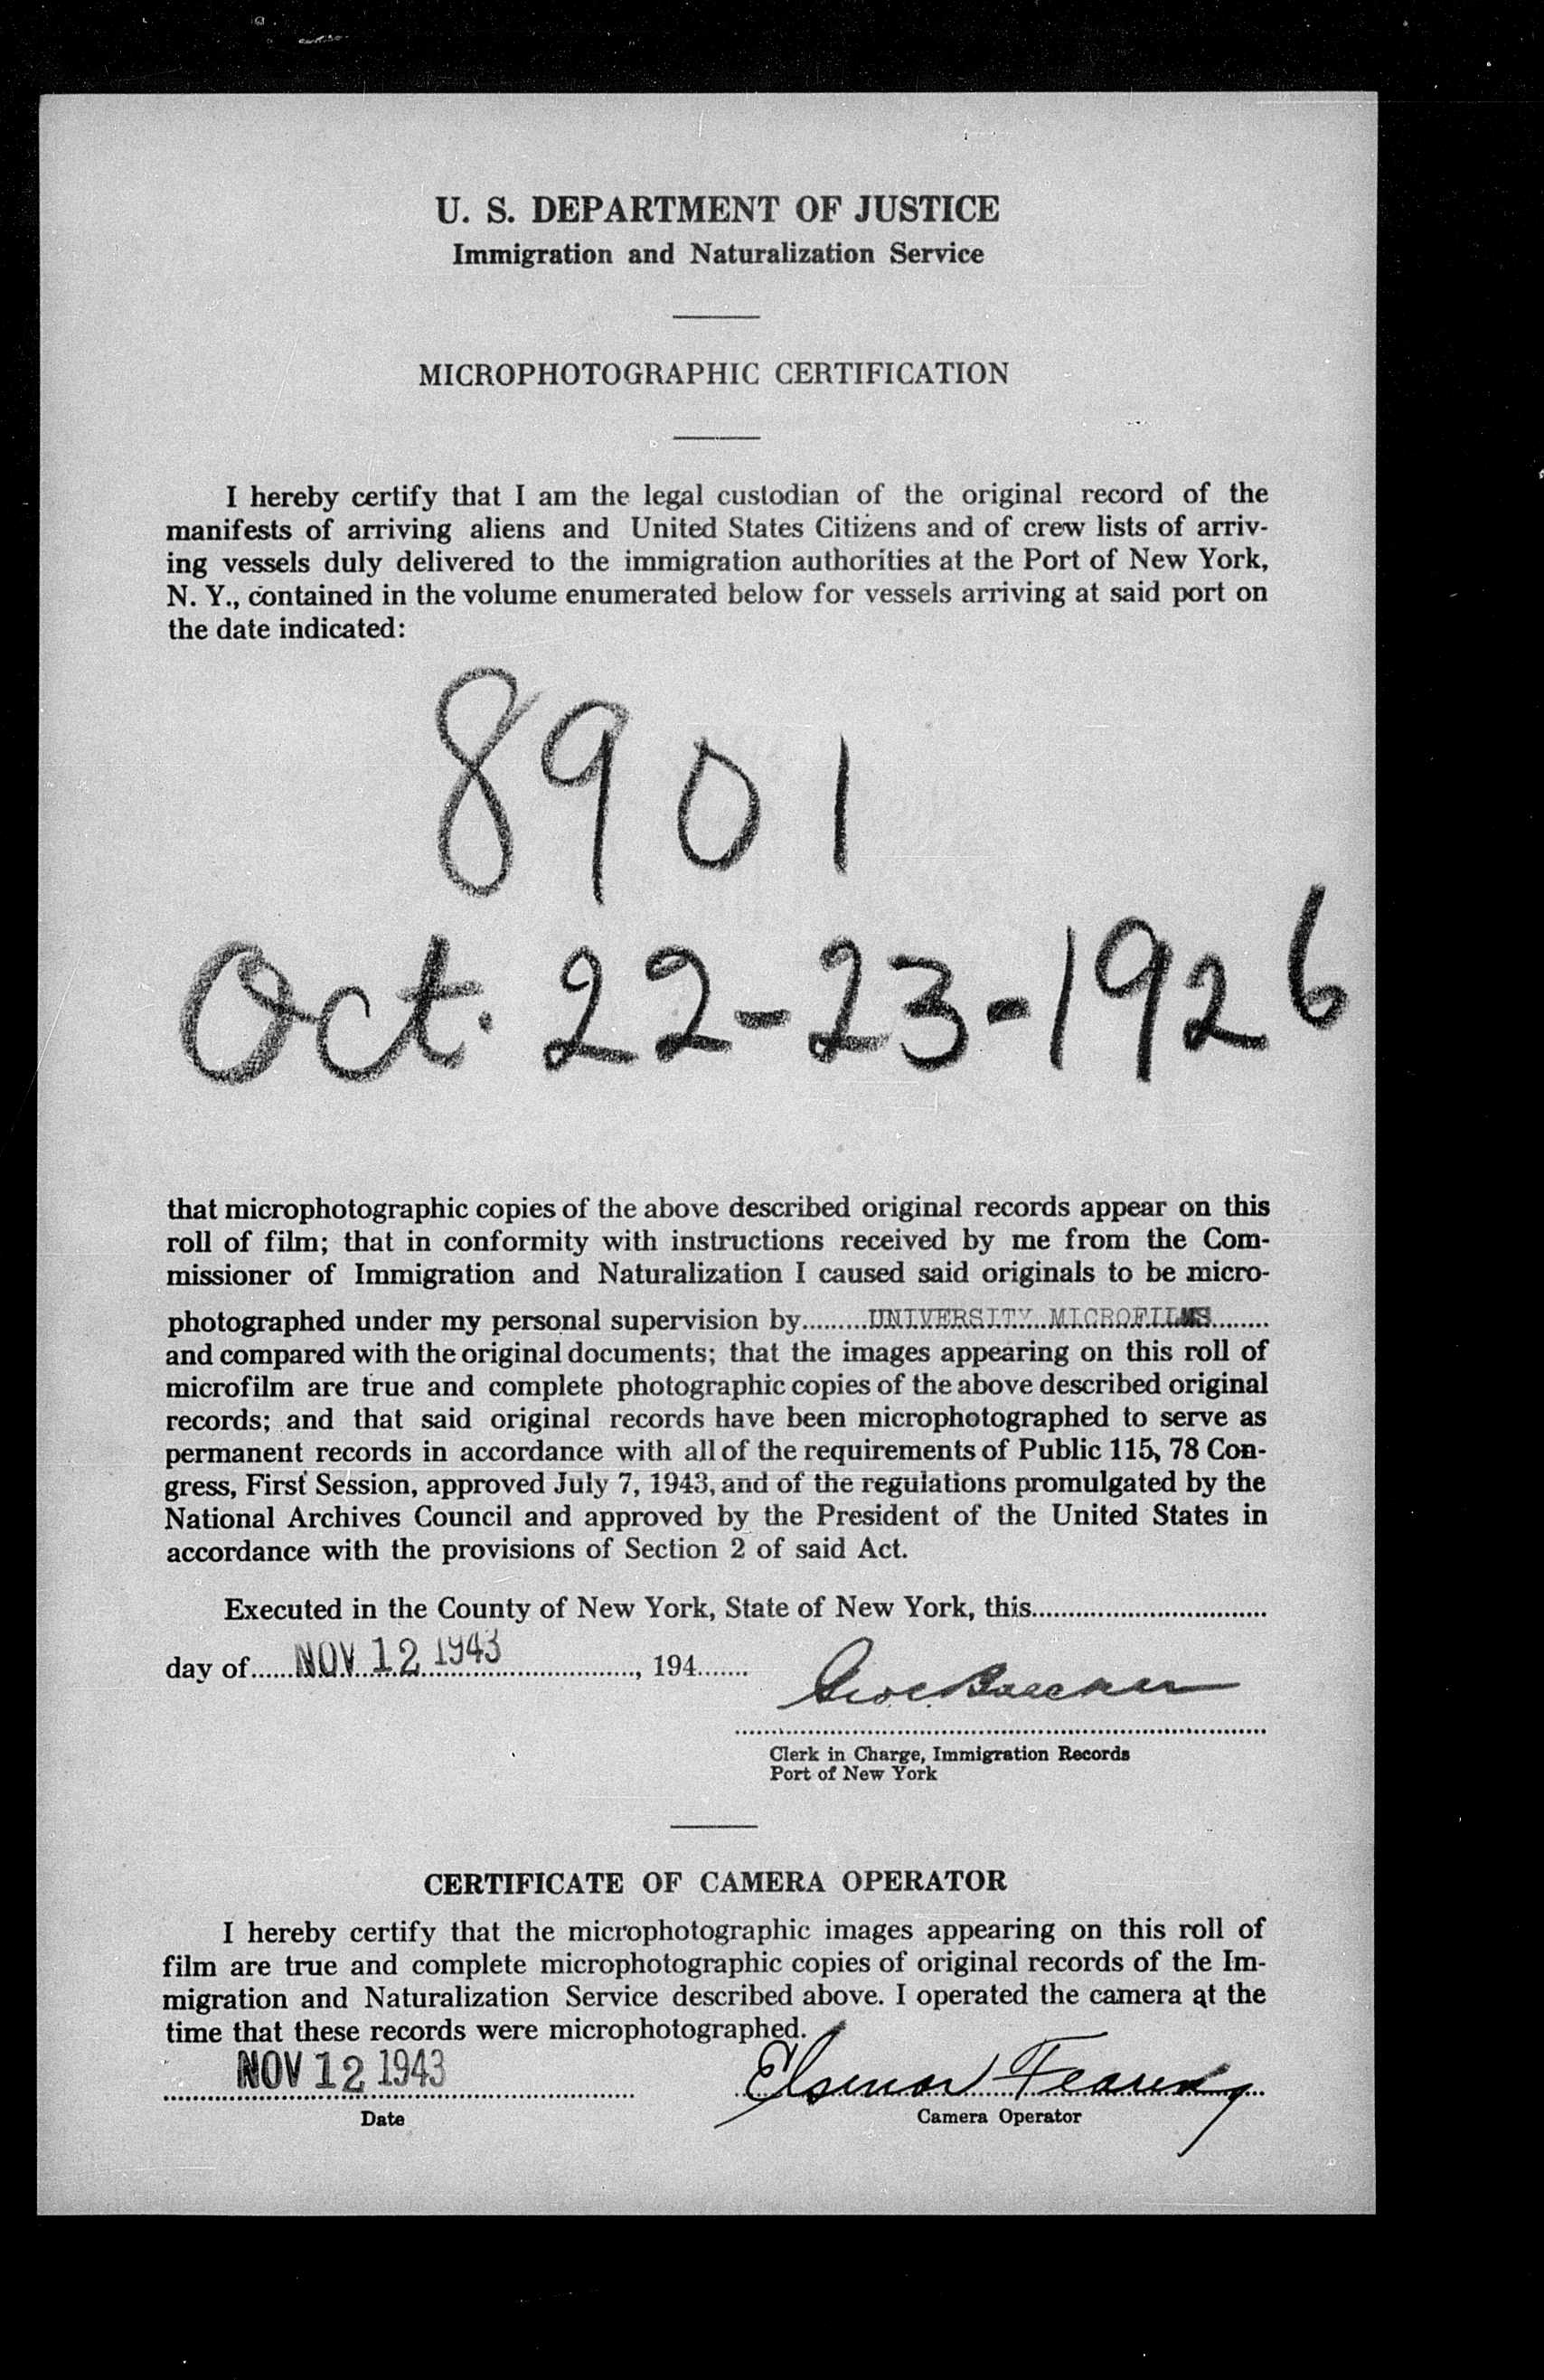 U. S. DEPARTMENT OF JUSTICE
Immigration and Naturalization Service
MICROPHOTOGRAPHIC CERTIFICATION
I hereby certify that I am the legal custodian of the original record of the
manifests of arriving aliens and United States Citizens and of crew lists of arriv-
ing vessels duly delivered to the immigration authorities at the Port of New York,
N. Y., contained in the volume enumerated below for vessels arriving at said port on
the date indicated:
8901
Oct. 22-23-1926
that microphotographic copies of the above described original records appear on this
roll of film; that in conformity with instructions received by me from the Com-
missioner of Immigration and Naturalization I caused said originals to be micro-
photographed under my personal supervision by.........UNIVERSITY MICROFILMS.........
and compared with the original documents; that the images appearing on this roll of
microfilm are true and complete photographic copies of the above described original
records; and that said original records have been microphotographed to serve as
permanent records in accordance with all of the requirements of Public 115, 78 Con-
gress, First Session, approved July 7, 1943, and of the regulations promulgated by the
National Archives Council and approved by the President of the United States in
accordance with the provisions of Section 2 of said Act.
Executed in the County of New York, State of New York, this................................
day of......NOV 12 1943..............................., 194.......
Clerk in Charge, Immigration Records
Port of New York
CERTIFICATE OF CAMERA OPERATOR
I hereby certify that the microphotographic images appearing on this roll of
film are true and complete microphotographic copies of original records of the Im-
migration and Naturalization Service described above. I operated the camera at the
time that these records were microphotographed.
NOV 12 1943
Date
Camera Operator